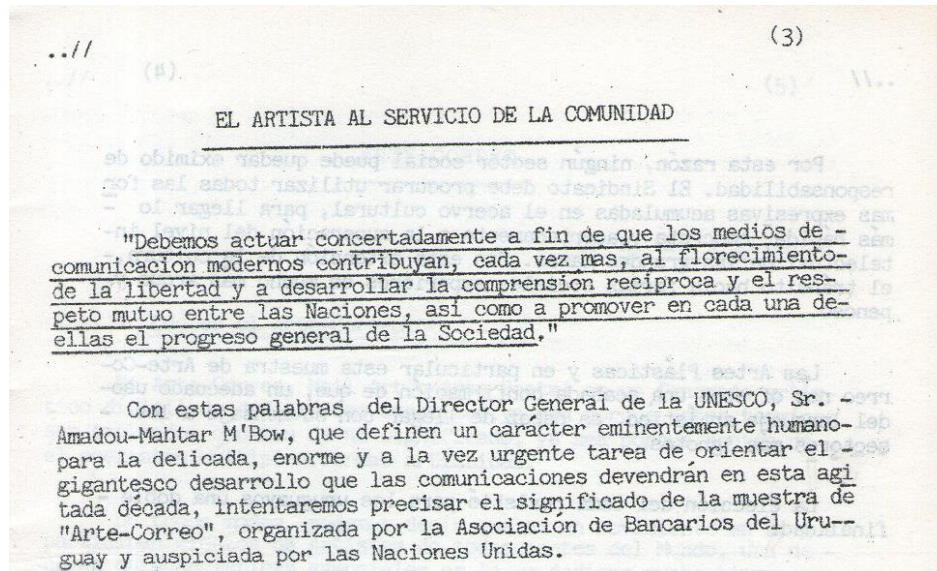 ..//
(3)
EL ARTISTA AL SERVICIO DE LA COMUNIDAD
"Debemos actuar concertadamente a fin de que los medios de -
comunicacion modernos contribuyan, cada vez mas, al florecimiento-
de la libertad y a desarrollar la comprensión reciproca y el res-
peto mutuo entre las Naciones, así como a promover en cada una de-
ellas el progreso general de la Sociedad."
Con estas palabras del Director General de la UNESCO, Sr.
Amadou-Mahtar M'Bow, que definen un carácter eminentemente humano-
para la delicada, enorme y a la vez urgente tarea de orientar el -
gigantesco desarrollo que las comunicaciones devendrán en esta agi
tada década, intentaremos precisar el significado de la muestra de
"Arte-Correo", organizada por la Asociación de Bancarios del Uru--
guay y auspiciada por las Naciones Unidas.